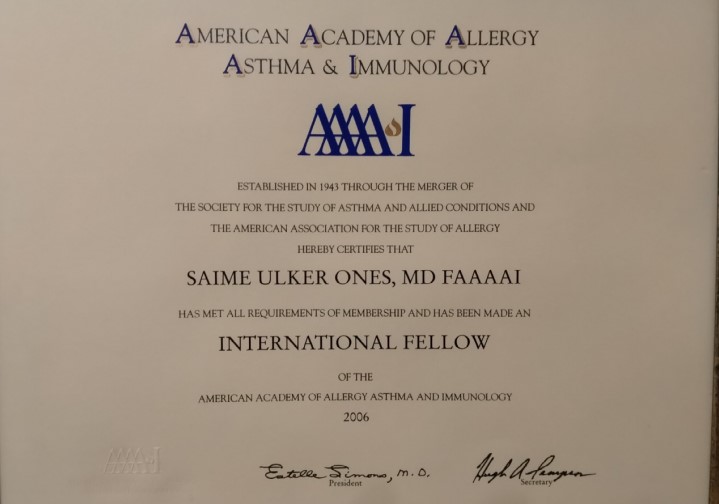 AMERICAN ACADEMY OF ALLERGY
ASTHMA & IMMUNOLOGY
AAAAI
ESTABLISHED IN 1943 THROUGH THE MERGER OF
THE SOCIETY FOR THE STUDY OF ASTHMA AND ALLIED CONDITIONS AND
THE AMERICAN ASSOCIATION FOR THE STUDY OF ALLERGY
HEREBY CERTIFIES THAT
SAIME ULKER ONES, MD FAAAAI
HAS MET ALL REQUIREMENTS OF MEMBERSHIP AND HAS BEEN MADE AN
INTERNATIONAL FELLOW
OF THE
AMERICAN ACADEMY OF ALLERGY ASTHMA AND IMMUNOLOGY
2006
Estelle Simons, M.D.
President
Hugh A. Sampson
Secretary